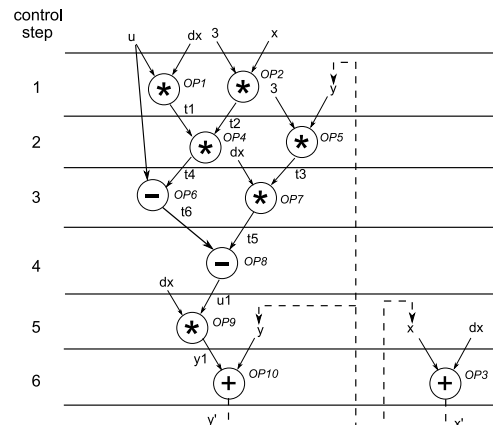 control
step
u dx 3 x
1 * OP1 * OP2 3 y
t1 t2
2 * OP4 * OP5
t4 dx t3
3 - OP6 * OP7
t6 t5
4 - OP8
dx u1
5 * OP9 y x dx
y1
6 + OP10 + OP3
y' x'